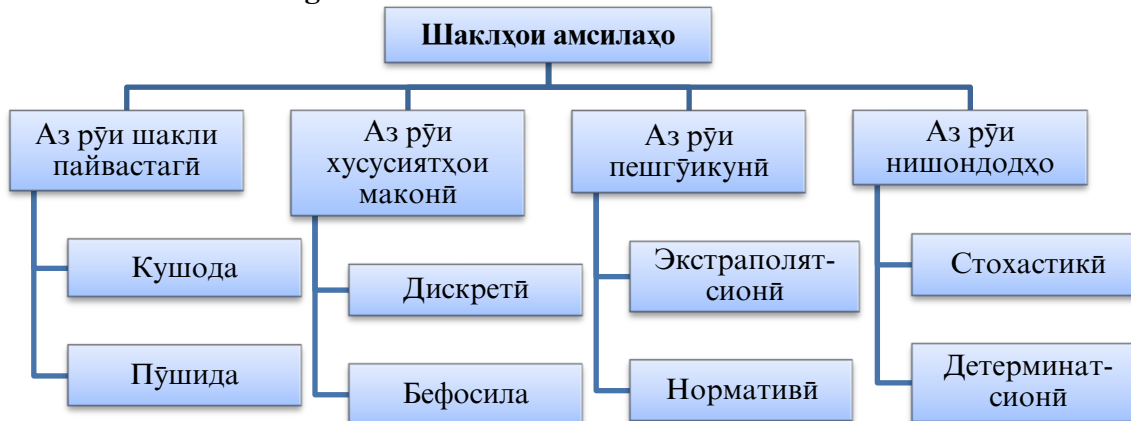 Шаклҳои амсилаҳо
Аз рӯи шакли
пайвастагӣ
Кушода
Пӯшида
Аз рӯи
хусусиятҳои
маконӣ
Дискретӣ
Бефосила
Аз рӯи
пешгӯикунӣ
Экстраполят-
сионӣ
Нормативӣ
Аз рӯи
нишондодҳо
Стохастикӣ
Детерминат-
сионӣ